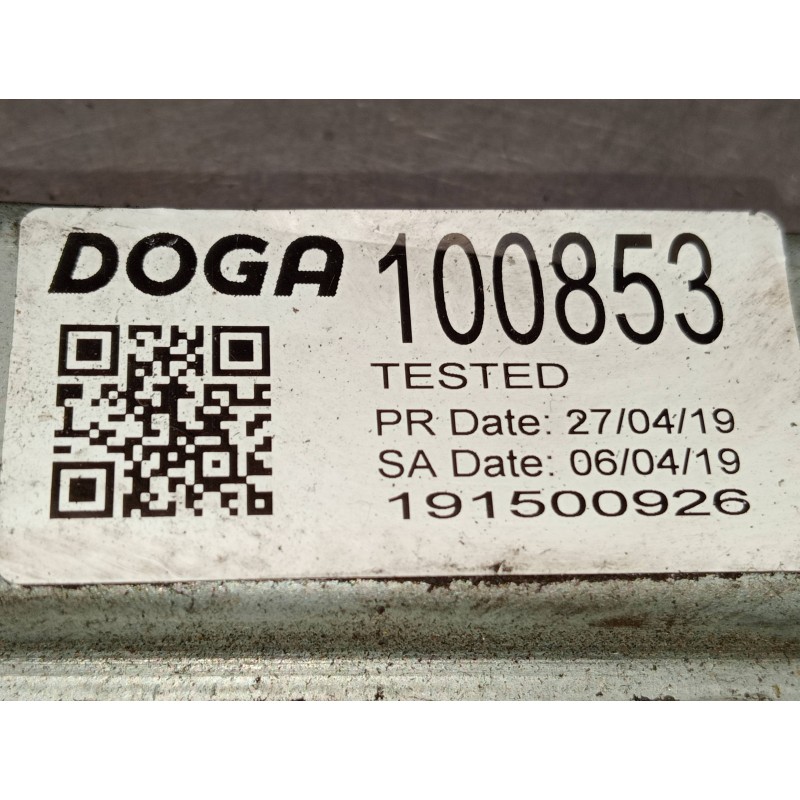 DOGA 100853
TESTED
PR Date: 27/04/19
SA Date: 06/04/19
191500926